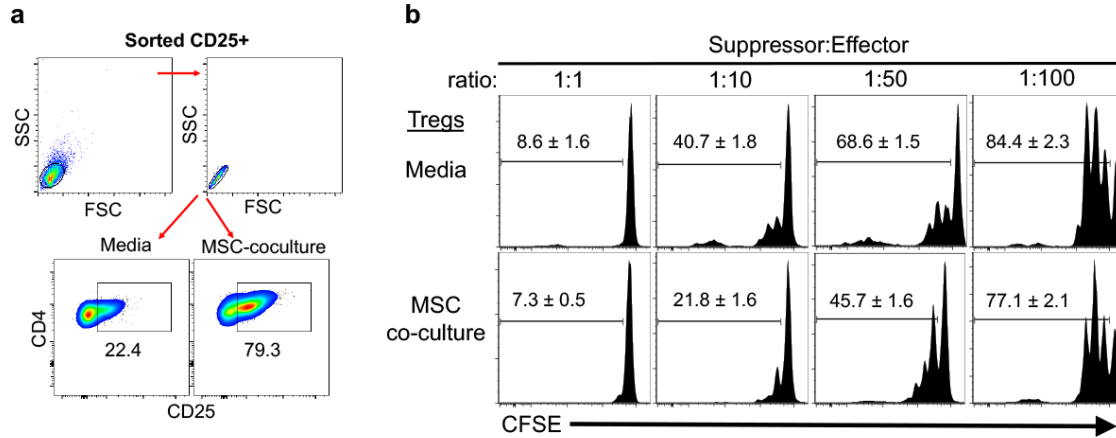 a
Sorted CD25+
SSC
FSC
SSC
FSC
Media
MSC-coculture
CD4
22.4
79.3
CD25
b
Suppressor:Effector
ratio: 1:1 1:10 1:50 1:100
Tregs
Media
8.6 ± 1.6 40.7 ± 1.8 68.6 ± 1.5 84.4 ± 2.3
MSC
co-culture
7.3 ± 0.5 21.8 ± 1.6 45.7 ± 1.6 77.1 ± 2.1
CFSE